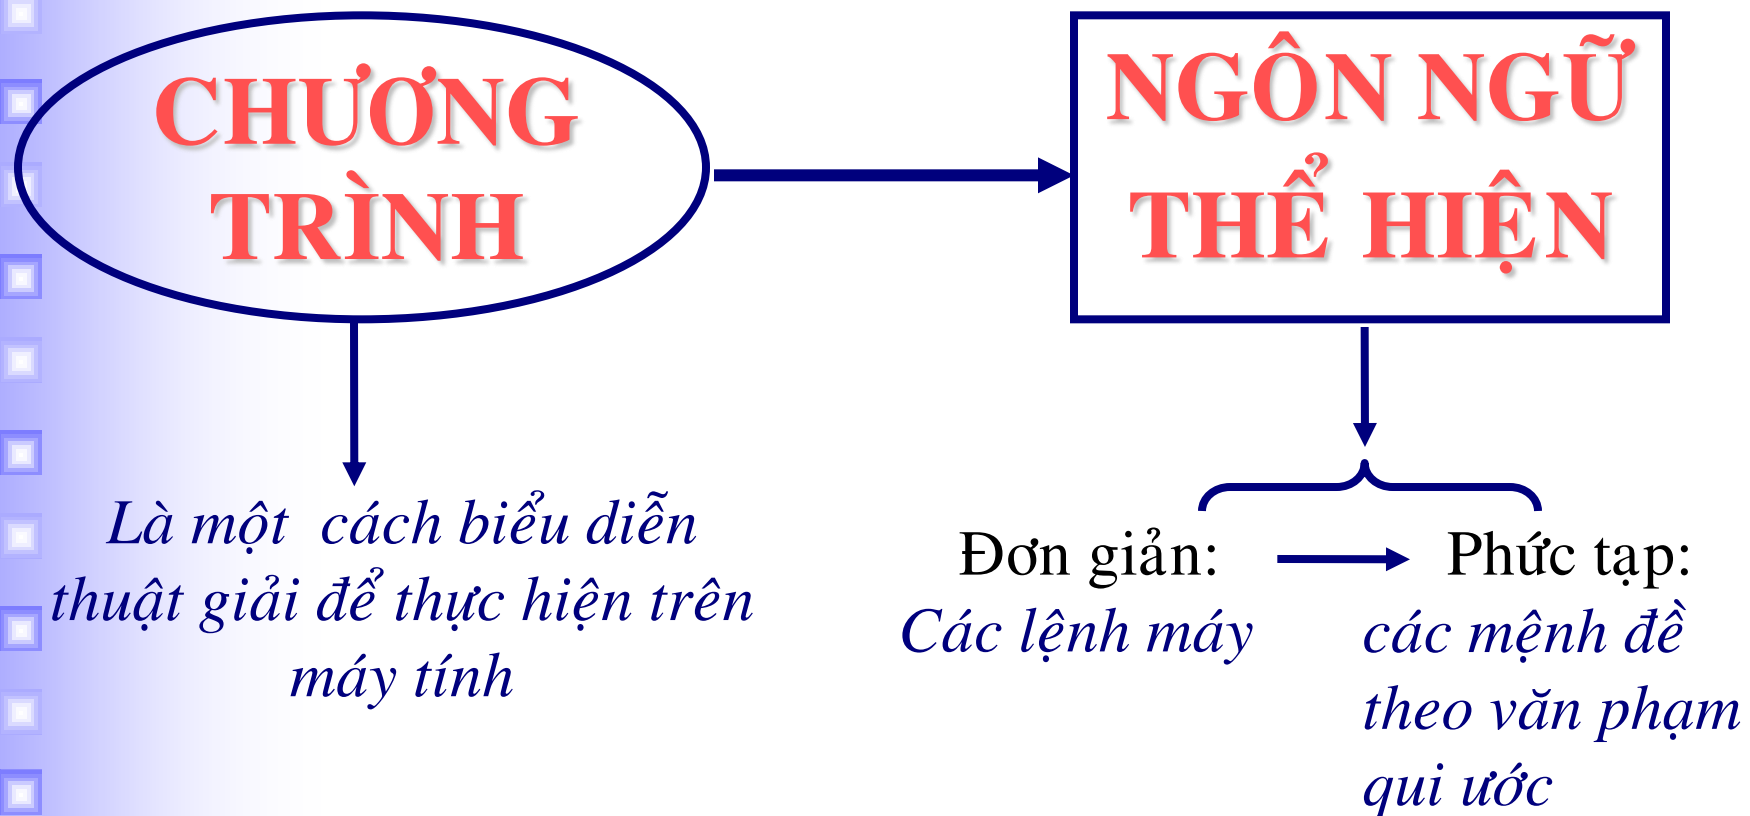 CHƯƠNG
TRÌNH
NGÔN NGỮ
THỂ HIỆN
Là một cách biểu diễn
thuật giải để thực hiện trên
máy tính
Đơn giản:
Các lệnh máy
Phức tạp:
các mệnh đề
theo văn phạm
qui ước